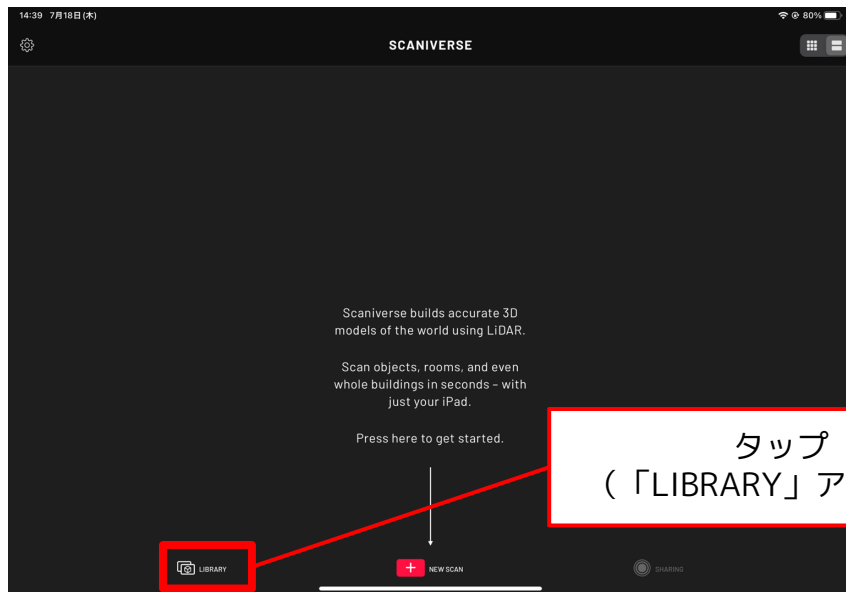 14:39 7月18日(木)
80%
SCANIVERSE
Scaniverse builds accurate 3D
models of the world using LiDAR.
Scan objects, rooms, and even
whole buildings in seconds – with
just your iPad.
Press here to get started.
タップ
(「LIBRARY」ア
LIBRARY
NEW SCAN
SHARING